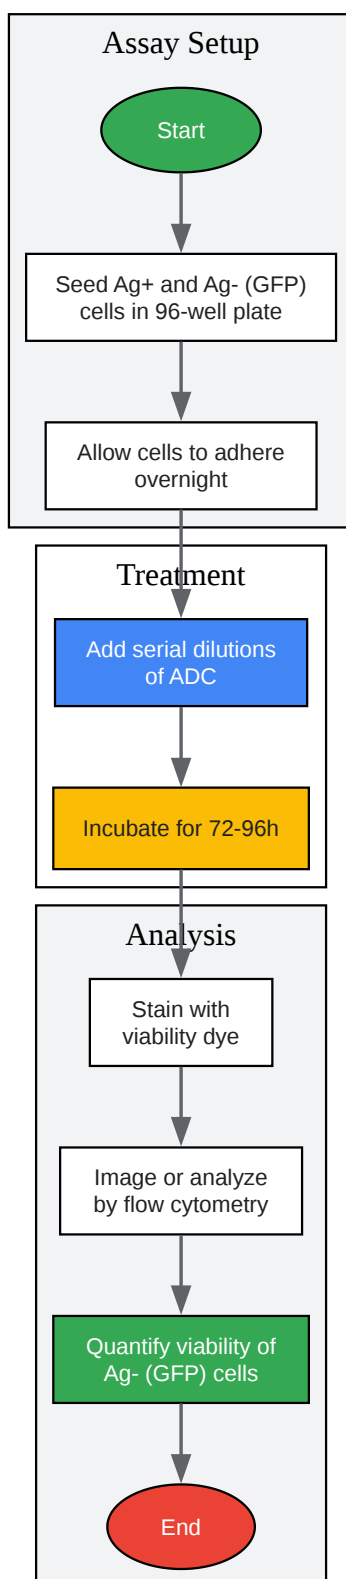 Assay Setup
Start
Seed Ag+ and Ag- (GFP)
cells in 96-well plate
Allow cells to adhere
overnight
Treatment
Add serial dilutions
of ADC
Incubate for 72-96h
Analysis
Stain with
viability dye
Image or analyze
by flow cytometry
Quantify viability of
Ag- (GFP) cells
End